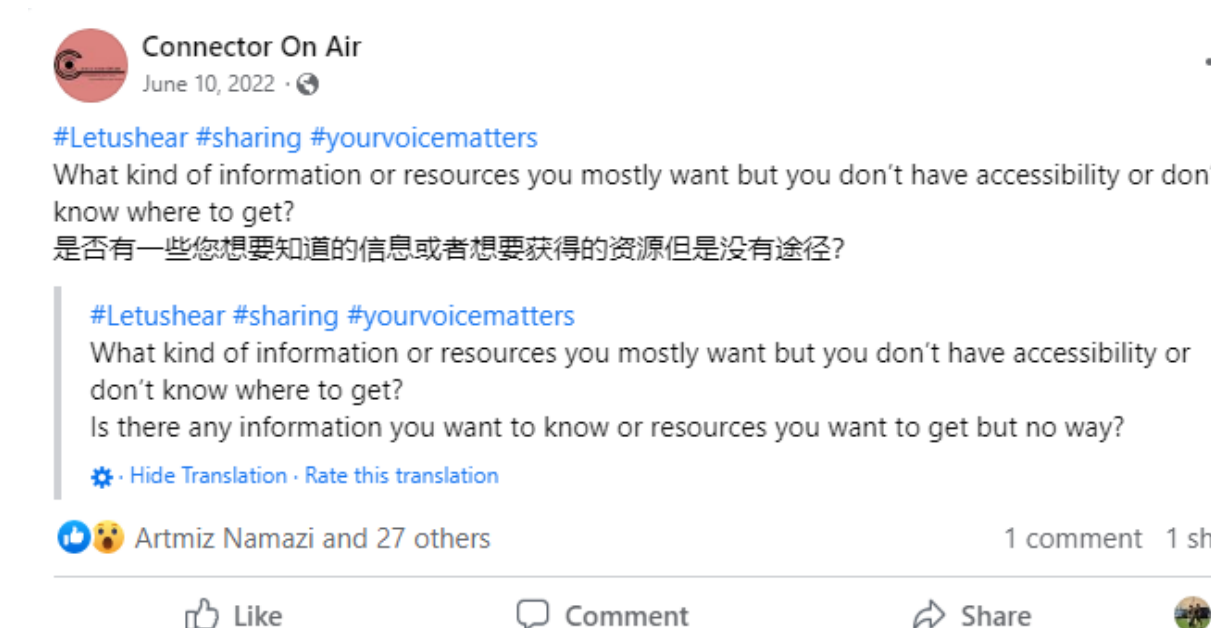 Connector On Air
June 10, 2022 ·
#Letushear #sharing #yourvoicematters
What kind of information or resources you mostly want but you don't have accessibility or don'
know where to get?
是否有一些您想要知道的信息或者想要获得的资源但是没有途径?
#Letushear #sharing #yourvoicematters
What kind of information or resources you mostly want but you don't have accessibility or
don't know where to get?
Is there any information you want to know or resources you want to get but no way?
· Hide Translation · Rate this translation
Artmiz Namazi and 27 others 1 comment 1 sh
Like Comment Share